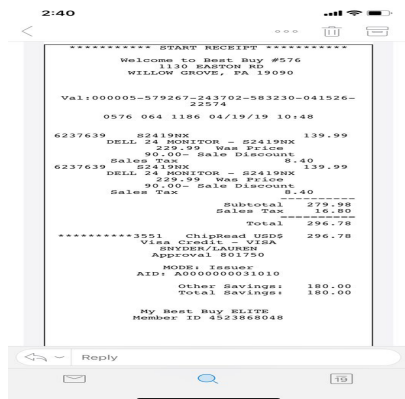 2:40
*********** START RECEIPT ***********
Welcome to Best Buy #576
1130 EASTON RD
WILLOW GROVE, PA 19090
Val:000005-579267-243702-583230-041526-
22574
0576 064 1186 04/19/19 10:48
6237639 S2419NX 139.99
DELL 24 MONITOR - S2419NX
229.99 Was Price
90.00- Sale Discount
Sales Tax 8.40
6237639 S2419NX 139.99
DELL 24 MONITOR - S2419NX
229.99 Was Price
90.00- Sale Discount
Sales Tax 8.40
Subtotal 279.98
Sales Tax 16.80
Total 296.78
**********3551 ChipRead USD$ 296.78
Visa Credit - VISA
SNYDER/LAUREN
Approval 801750
MODE: Issuer
AID: A0000000031010
Other Savings: 180.00
Total Savings: 180.00
My Best Buy ELITE
Member ID 4523868048
Reply
19